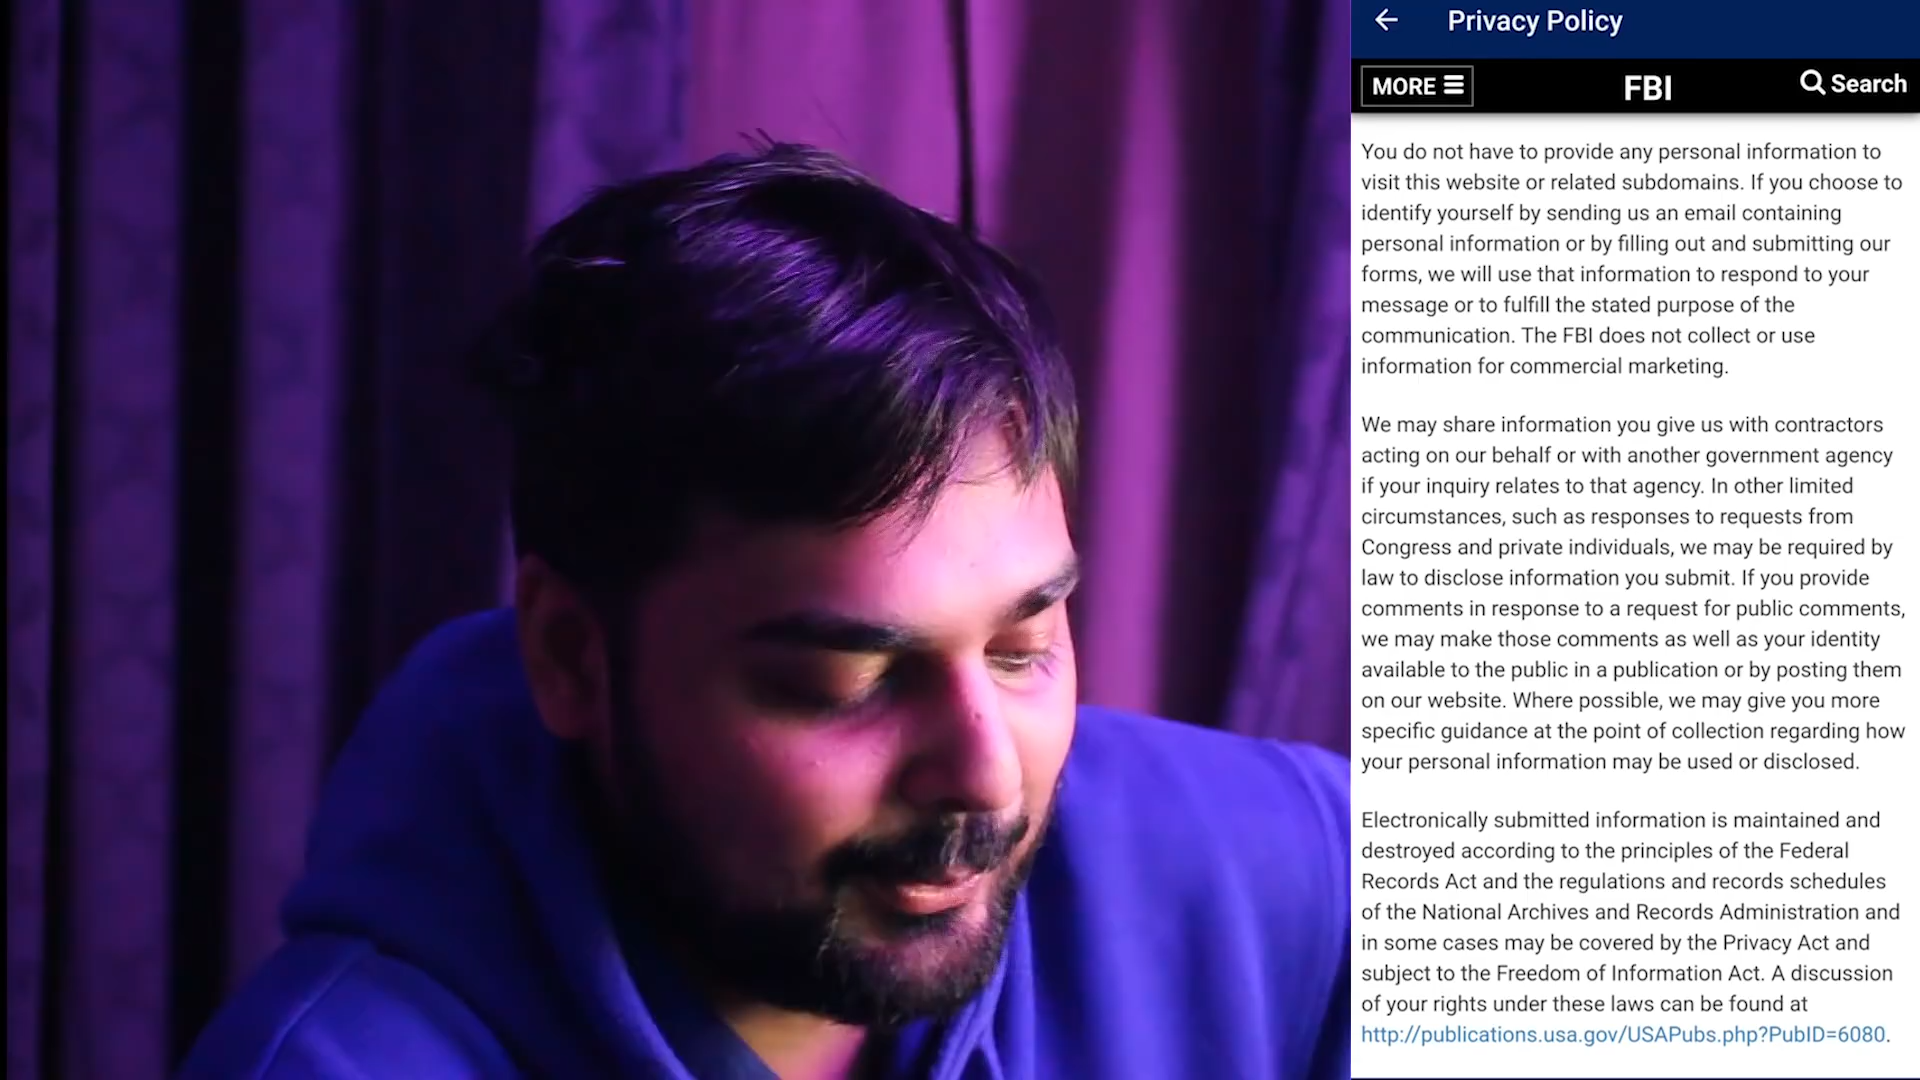 Privacy Policy
MORE
FBI
Search
You do not have to provide any personal information to
visit this website or related subdomains. If you choose to
identify yourself by sending us an email containing
personal information or by filling out and submitting our
forms, we will use that information to respond to your
message or to fulfill the stated purpose of the
communication. The FBI does not collect or use
information for commercial marketing.
We may share information you give us with contractors
acting on our behalf or with another government agency
if your inquiry relates to that agency. In other limited
circumstances, such as responses to requests from
Congress and private individuals, we may be required by
law to disclose information you submit. If you provide
comments in response to a request for public comments,
we may make those comments as well as your identity
available to the public in a publication or by posting them
on our website. Where possible, we may give you more
specific guidance at the point of collection regarding how
your personal information may be used or disclosed.
Electronically submitted information is maintained and
destroyed according to the principles of the Federal
Records Act and the regulations and records schedules
of the National Archives and Records Administration and
in some cases may be covered by the Privacy Act and
subject to the Freedom of Information Act. A discussion
of your rights under these laws can be found at
http://publications.usa.gov/USAPubs.php?PubID=6080.